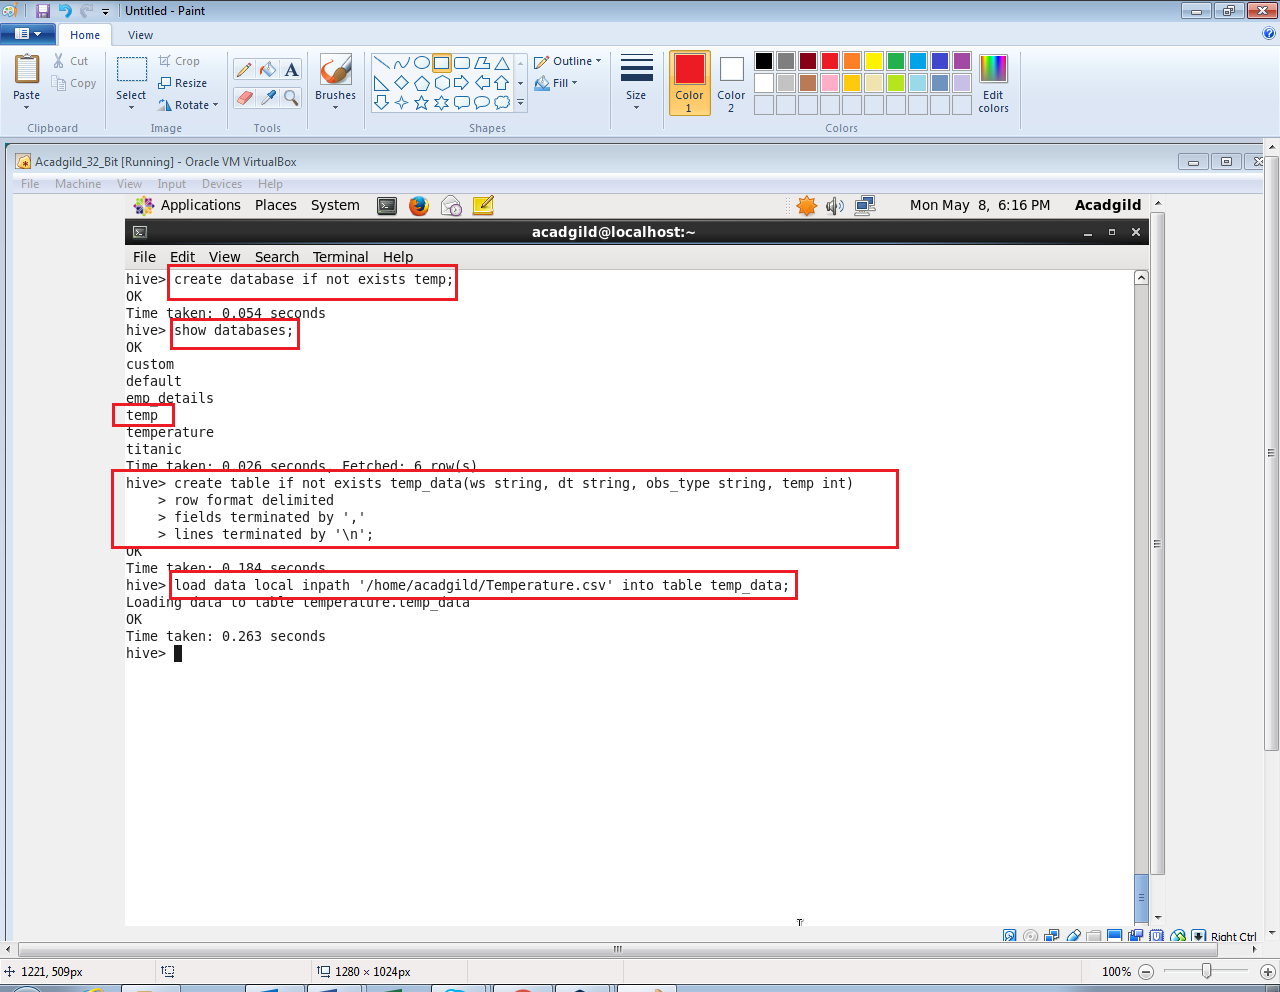 Untitled - Paint
Home View
Paste Cut Copy Clipboard
Select Crop Resize Rotate Image
Tools
Brushes
Shapes Outline Fill
Size
Color 1 Color 2 Edit colors Colors
Acadgild_32_Bit [Running] - Oracle VM VirtualBox
File Machine View Input Devices Help
Applications Places System Mon May 8, 6:16 PM Acadgild
acadgild@localhost:~
File Edit View Search Terminal Help
hive> create database if not exists temp;
OK
Time taken: 0.054 seconds
hive> show databases;
OK
custom
default
emp_details
temp
temperature
titanic
Time taken: 0.026 seconds, Fetched: 6 row(s)
hive> create table if not exists temp_data(ws string, dt string, obs_type string, temp int)
> row format delimited
> fields terminated by ','
> lines terminated by '\n';
OK
Time taken: 0.184 seconds
hive> load data local inpath '/home/acadgild/Temperature.csv' into table temp_data;
Loading data to table temperature.temp_data
OK
Time taken: 0.263 seconds
hive>
Right Ctrl
1221, 509px 1280 × 1024px 100%